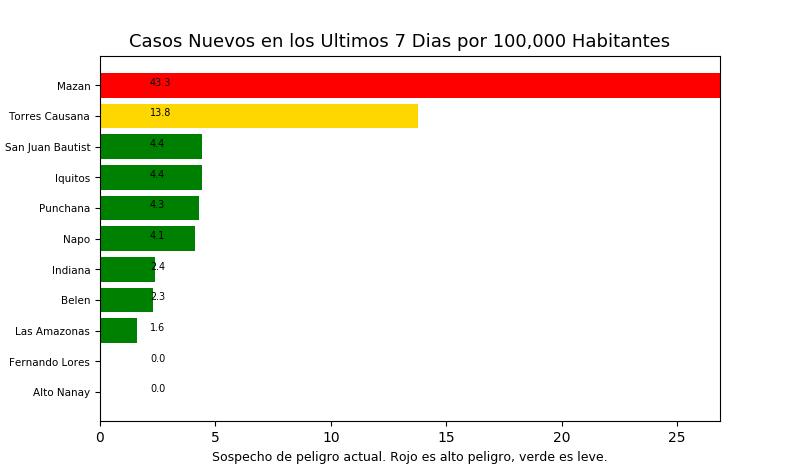 Casos Nuevos en los Ultimos 7 Dias por 100,000 Habitantes
Mazan 43.3
Torres Causana 13.8
San Juan Bautist 4.4
Iquitos 4.4
Punchana 4.3
Napo 4.1
Indiana 2.4
Belen 2.3
Las Amazonas 1.6
Fernando Lores 0.0
Alto Nanay 0.0
0 5 10 15 20 25
Sospecho de peligro actual. Rojo es alto peligro, verde es leve.